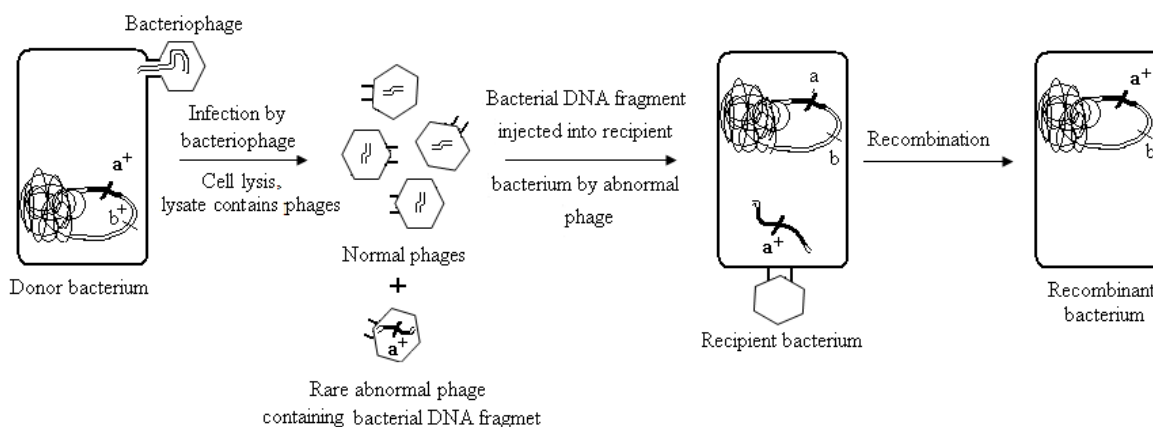 Bacteriophage
a⁺
b⁺
Donor bacterium
Infection by
bacteriophage
Cell lysis,
lysate contains phages
Normal phages
+
a⁺
Rare abnormal phage
containing bacterial DNA fragmet
Bacterial DNA fragment
injected into recipient
bacterium by abnormal
phage
a
b
a⁺
Recipient bacterium
Recombination
a⁺
b
Recombinant
bacterium